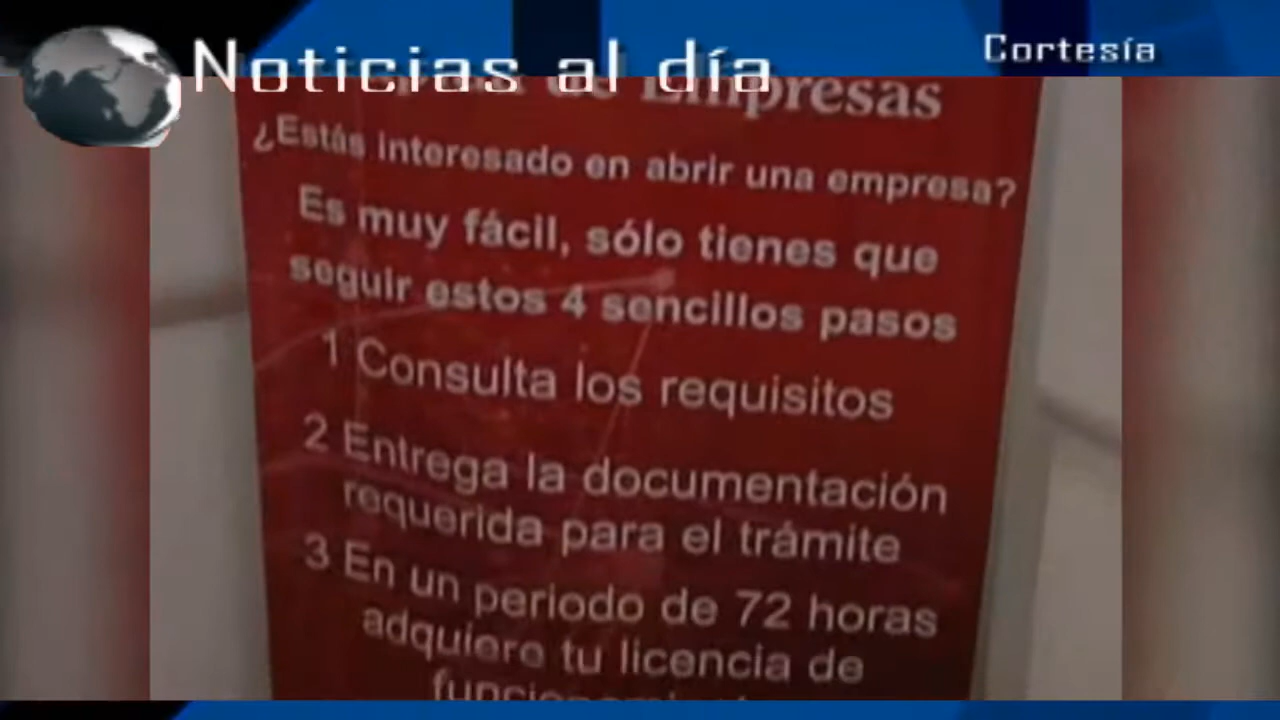 Noticias al día
Cortesía
de Empresas
¿Estás interesado en abrir una empresa?
Es muy fácil, sólo tienes que
seguir estos 4 sencillos pasos
1 Consulta los requisitos
2 Entrega la documentación
requerida para el trámite
3 En un periodo de 72 horas
adquiere tu licencia de